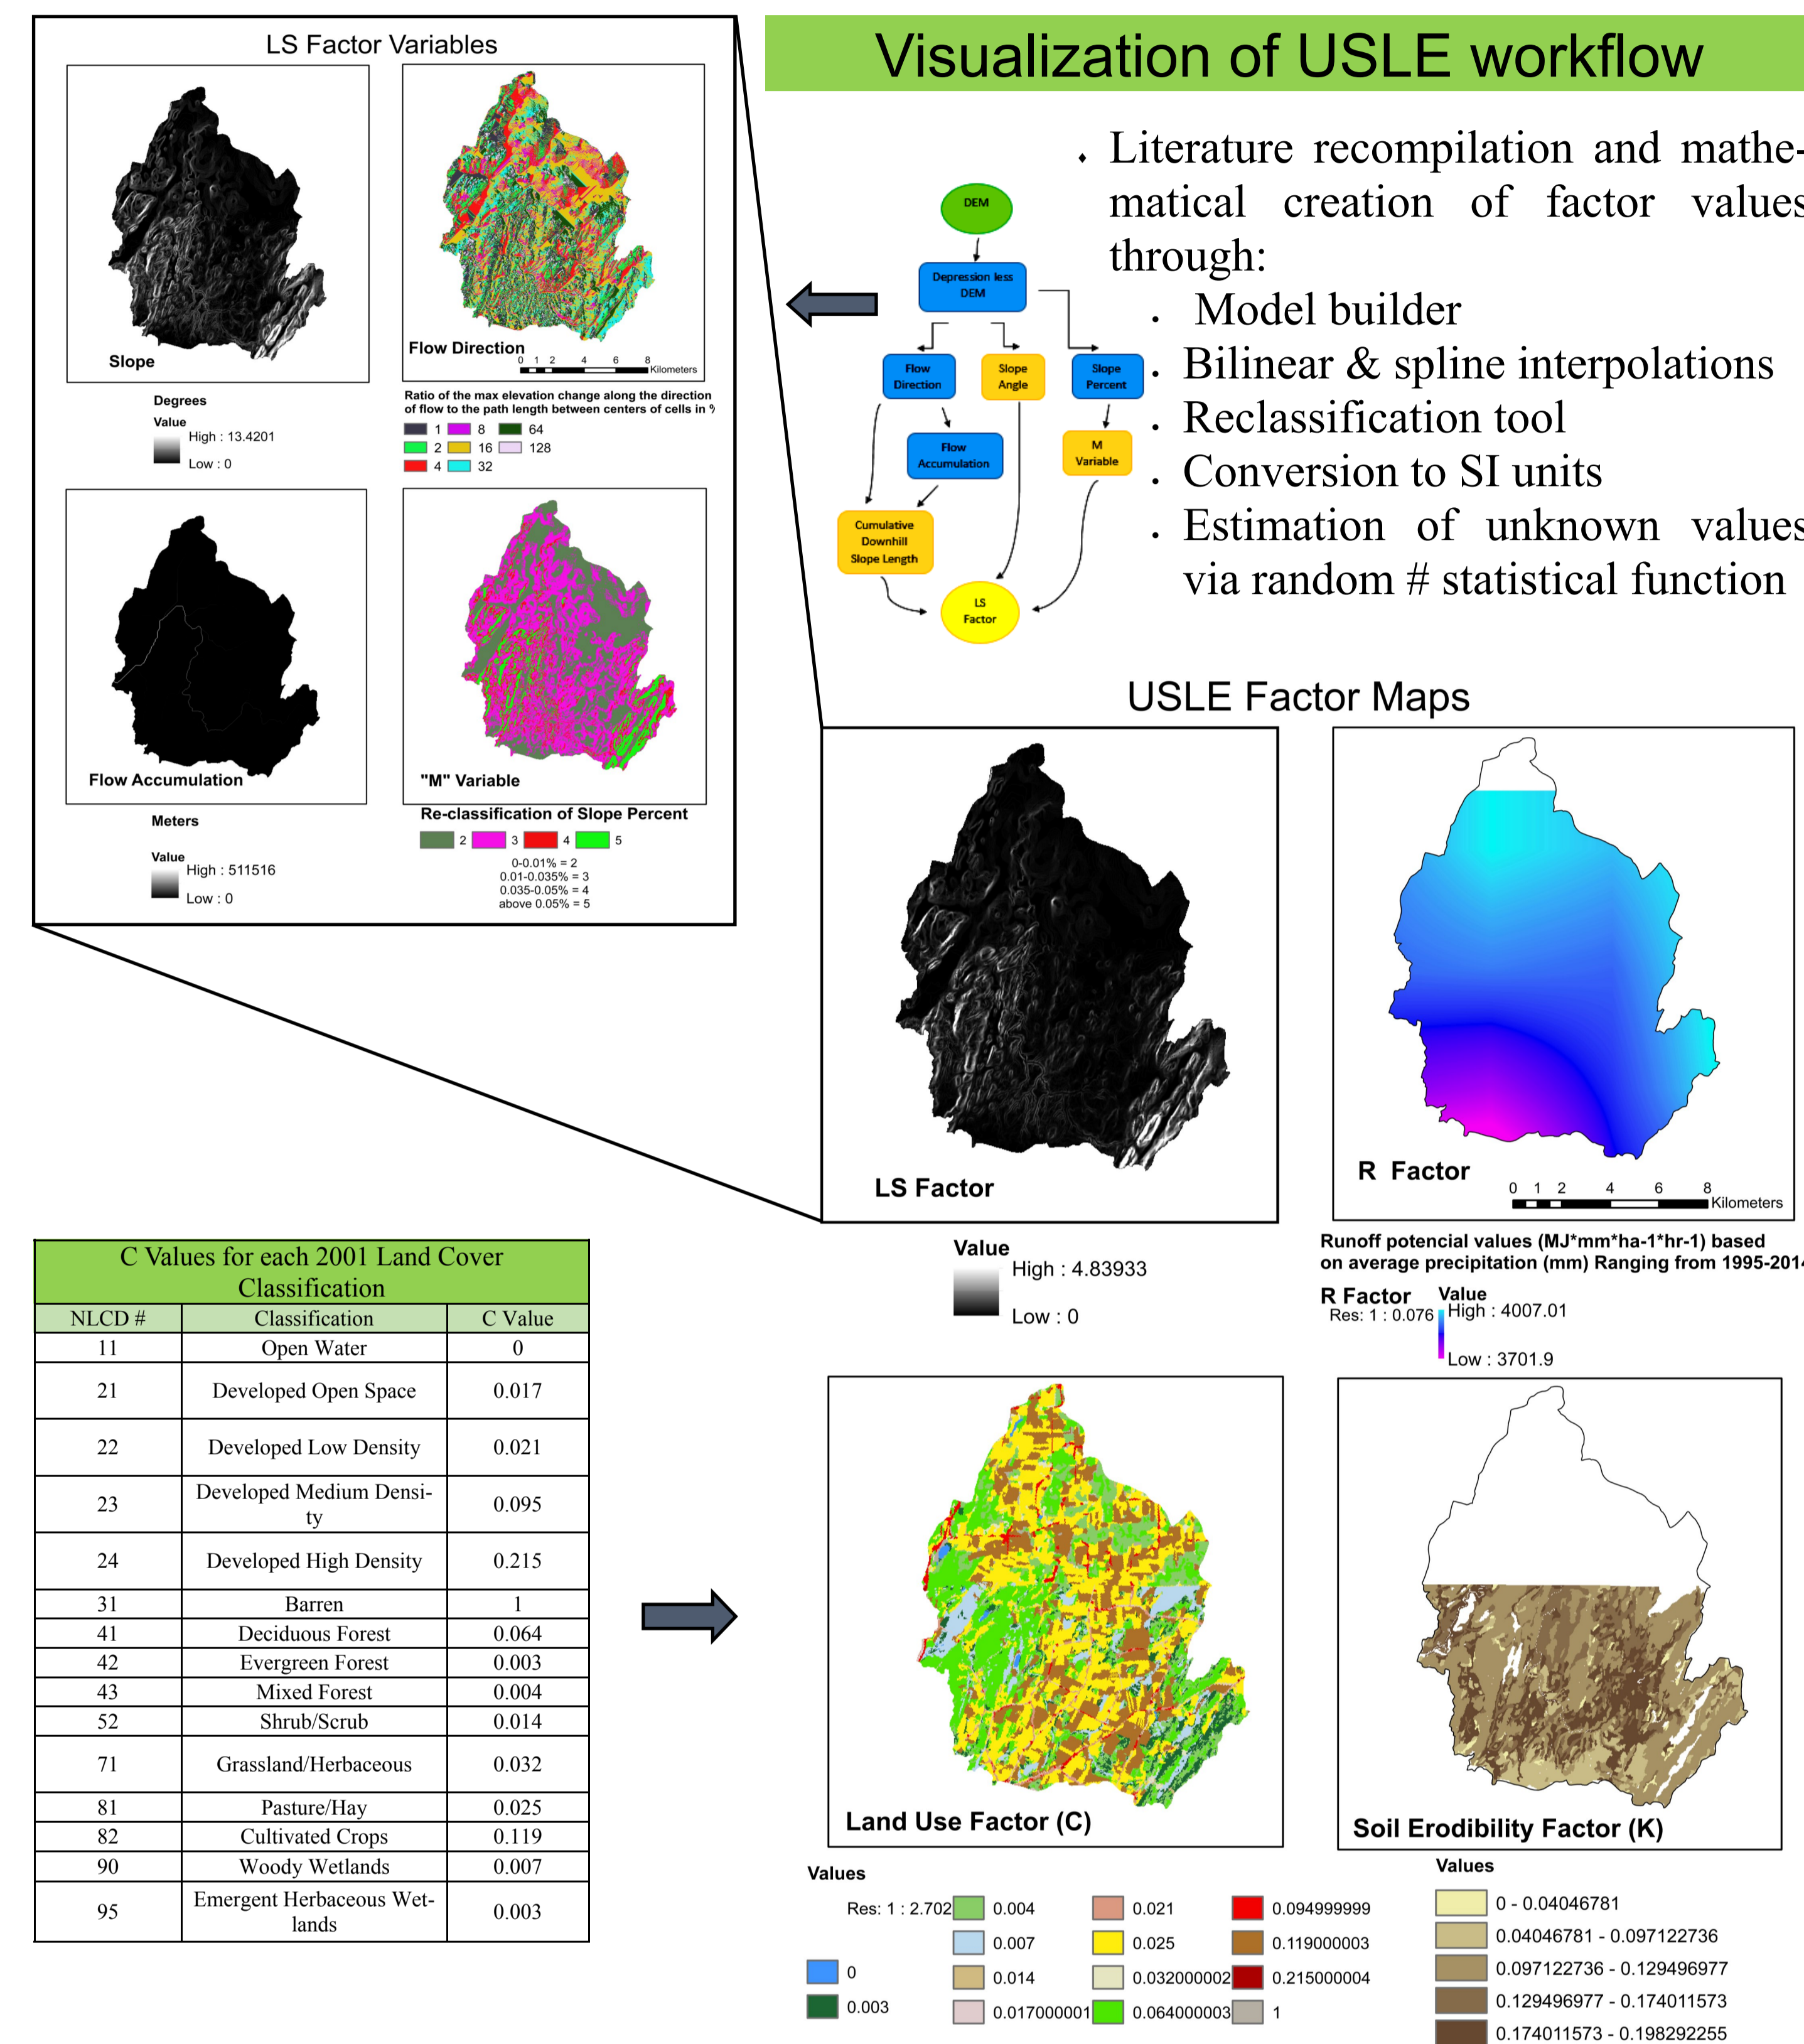 LS Factor Variables
Slope
Degrees
Value
High : 13.4201
Low : 0
Flow Direction
0 1 2 4 6 8
Kilometers
Ratio of the max elevation change along the direction
of flow to the path length between centers of cells in %
1 8 64
2 16 128
4 32
Flow Accumulation
Meters
Value
High : 511516
Low : 0
"M" Variable
Re-classification of Slope Percent
2 3 4 5
0-0.01% = 2
0.01-0.035% = 3
0.035-0.05% = 4
above 0.05% = 5
Visualization of USLE workflow
DEM
Depression less
DEM
Flow
Direction
Slope
Angle
Slope
Percent
Flow
Accumulation
M
Variable
Cumulative
Downhill
Slope Length
LS
Factor
Literature recompilation and mathe-
matical creation of factor values
through:
• Model builder
• Bilinear & spline interpolations
• Reclassification tool
• Conversion to SI units
• Estimation of unknown values
via random # statistical function
USLE Factor Maps
LS Factor
Value
High : 4.83933
Low : 0
R Factor
0 1 2 4 6 8
Kilometers
Runoff potencial values (MJ*mm*ha-1*hr-1) based
on average precipitation (mm) Ranging from 1995-2014
R Factor
Res: 1 : 0.076
Value
High : 4007.01
Low : 3701.9
C Values for each 2001 Land Cover
Classification
NLCD # Classification C Value
11 Open Water 0
21 Developed Open Space 0.017
22 Developed Low Density 0.021
23 Developed Medium Densi-
ty 0.095
24 Developed High Density 0.215
31 Barren 1
41 Deciduous Forest 0.064
42 Evergreen Forest 0.003
43 Mixed Forest 0.004
52 Shrub/Scrub 0.014
71 Grassland/Herbaceous 0.032
81 Pasture/Hay 0.025
82 Cultivated Crops 0.119
90 Woody Wetlands 0.007
95 Emergent Herbaceous Wet-
lands 0.003
Land Use Factor (C)
Values
Res: 1 : 2.702
0
0.003
0.004
0.007
0.014
0.017000001
0.021
0.025
0.032000002
0.064000003
0.094999999
0.119000003
0.215000004
1
Soil Erodibility Factor (K)
Values
0 - 0.04046781
0.04046781 - 0.097122736
0.097122736 - 0.129496977
0.129496977 - 0.174011573
0.174011573 - 0.198292255